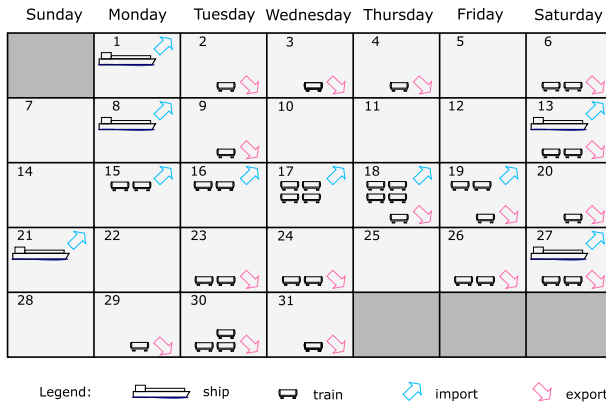 Sunday Monday Tuesday Wednesday Thursday Friday Saturday
1 2 3 4 5 6
7 8 9 10 11 12 13
14 15 16 17 18 19 20
21 22 23 24 25 26 27
28 29 30 31
Legend: ship train import export